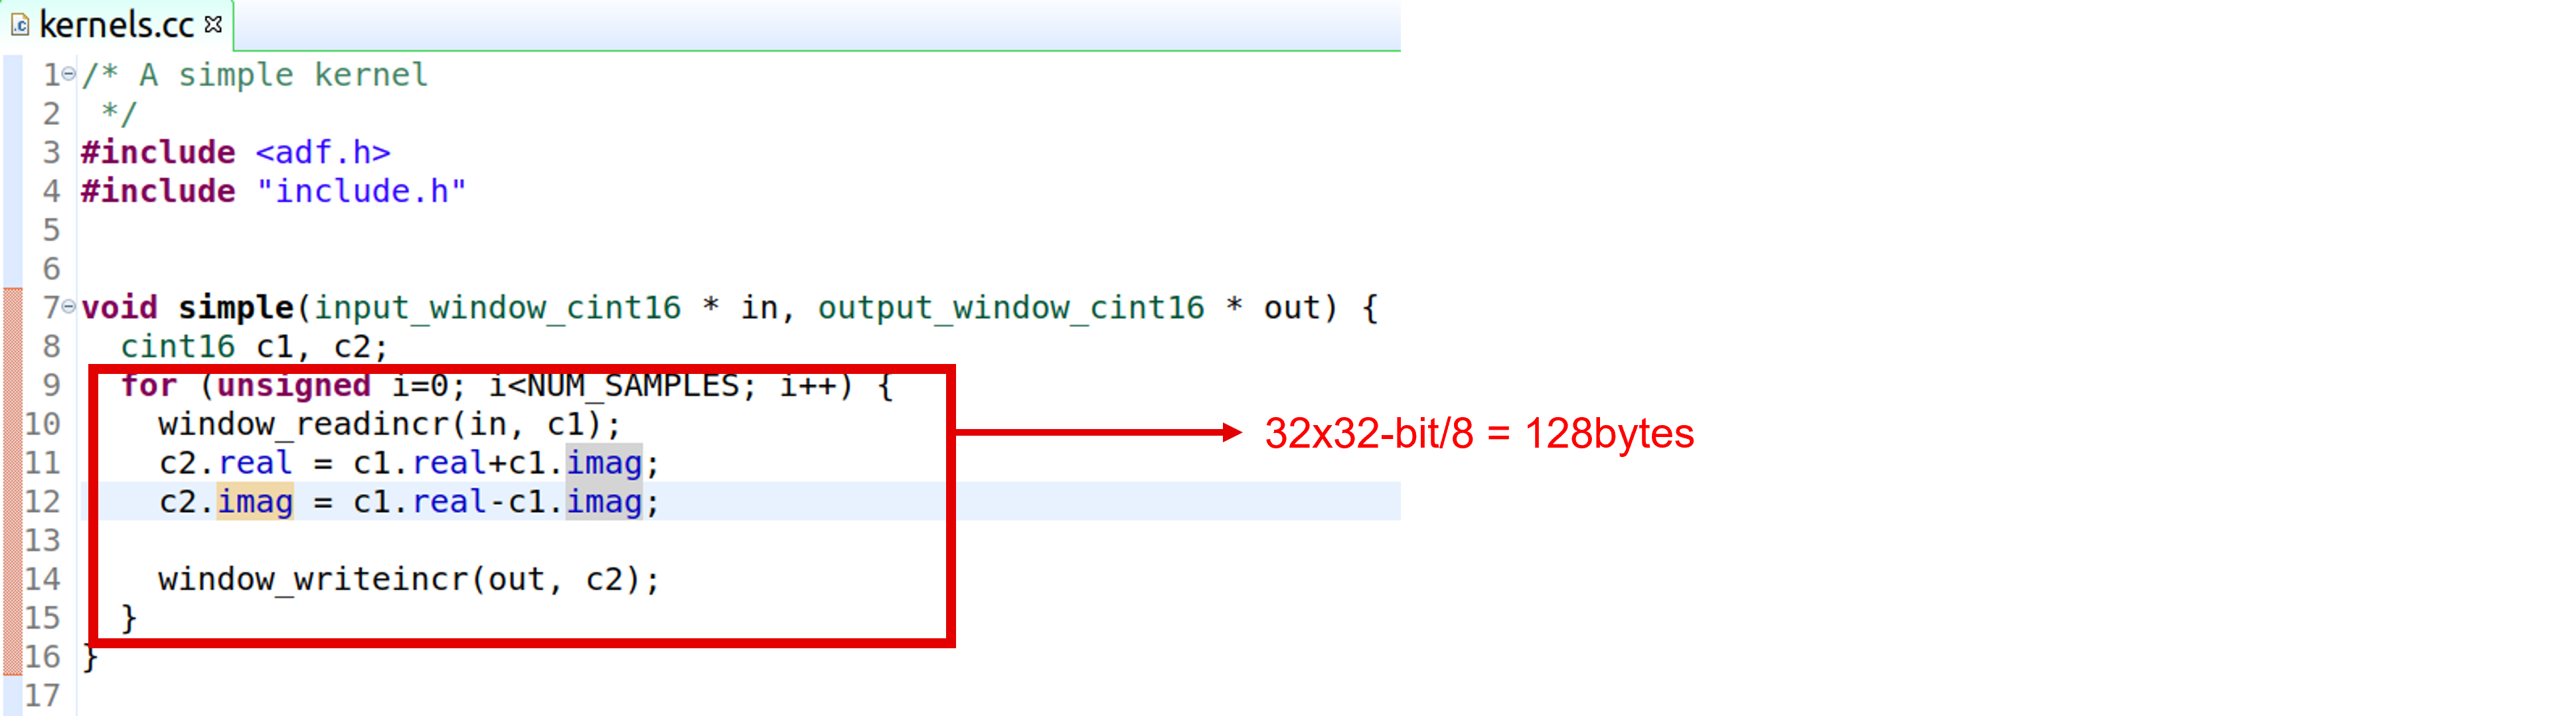 kernels.cc
1 /* A simple kernel
2  */
3 #include <adf.h>
4 #include "include.h"
5
6
7 void simple(input_window_cint16 * in, output_window_cint16 * out) {
8   cint16 c1, c2;
9   for (unsigned i=0; i<NUM_SAMPLES; i++) {
10     window_readincr(in, c1);
11     c2.real = c1.real+c1.imag;
12     c2.imag = c1.real-c1.imag;
13
14     window_writeincr(out, c2);
15   }
16 }
17
32x32-bit/8 = 128bytes